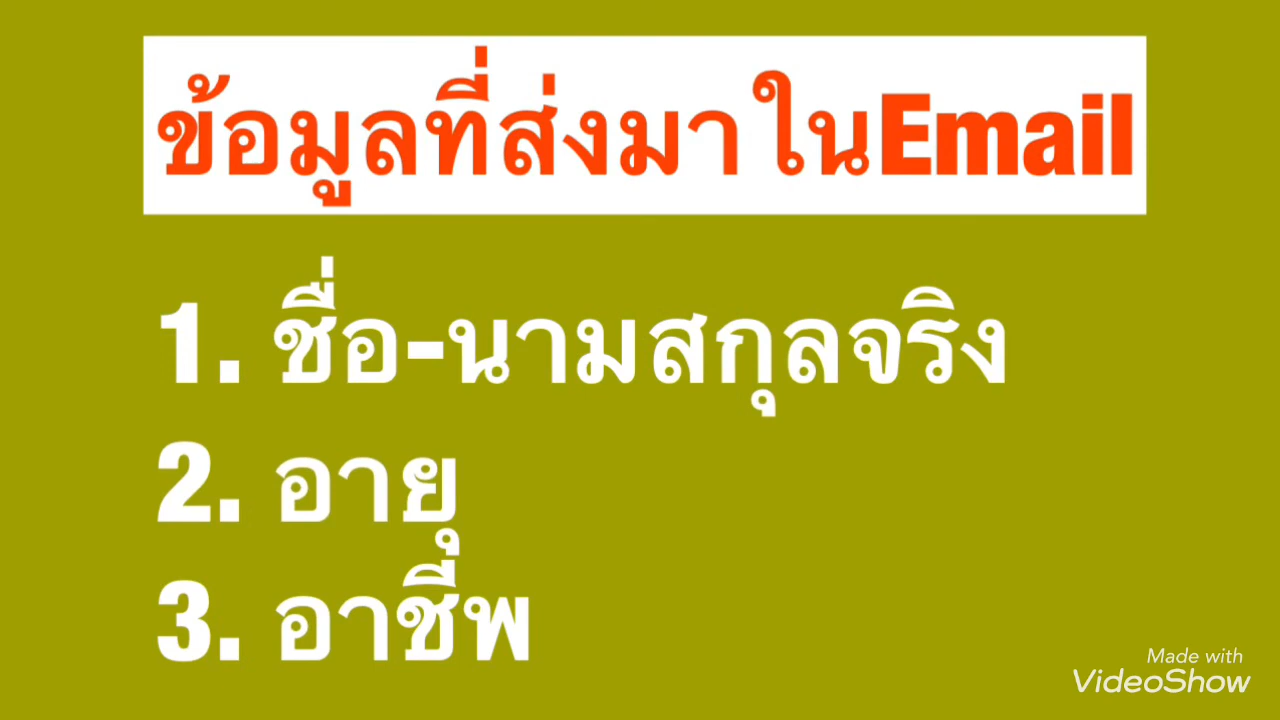 ข้อมูลที่ส่งมาในEmail
1. ชื่อ-นามสกุลจริง
2. อายุ
3. อาชีพ
Made with
VideoShow